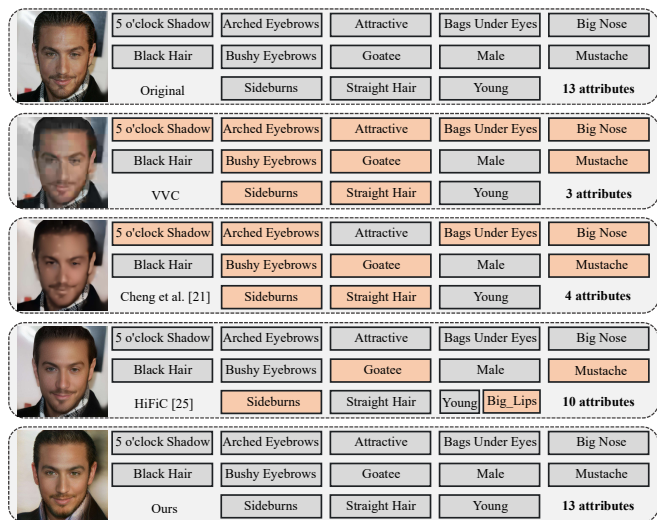 5 o'clock Shadow Arched Eyebrows Attractive Bags Under Eyes Big Nose
Black Hair Bushy Eyebrows Goatee Male Mustache
Original Sideburns Straight Hair Young 13 attributes
5 o'clock Shadow Arched Eyebrows Attractive Bags Under Eyes Big Nose
Black Hair Bushy Eyebrows Goatee Male Mustache
VVC Sideburns Straight Hair Young 3 attributes
5 o'clock Shadow Arched Eyebrows Attractive Bags Under Eyes Big Nose
Black Hair Bushy Eyebrows Goatee Male Mustache
Cheng et al. [21] Sideburns Straight Hair Young 4 attributes
5 o'clock Shadow Arched Eyebrows Attractive Bags Under Eyes Big Nose
Black Hair Bushy Eyebrows Goatee Male Mustache
HiFiC [25] Sideburns Straight Hair Young Big_Lips 10 attributes
5 o'clock Shadow Arched Eyebrows Attractive Bags Under Eyes Big Nose
Black Hair Bushy Eyebrows Goatee Male Mustache
Ours Sideburns Straight Hair Young 13 attributes